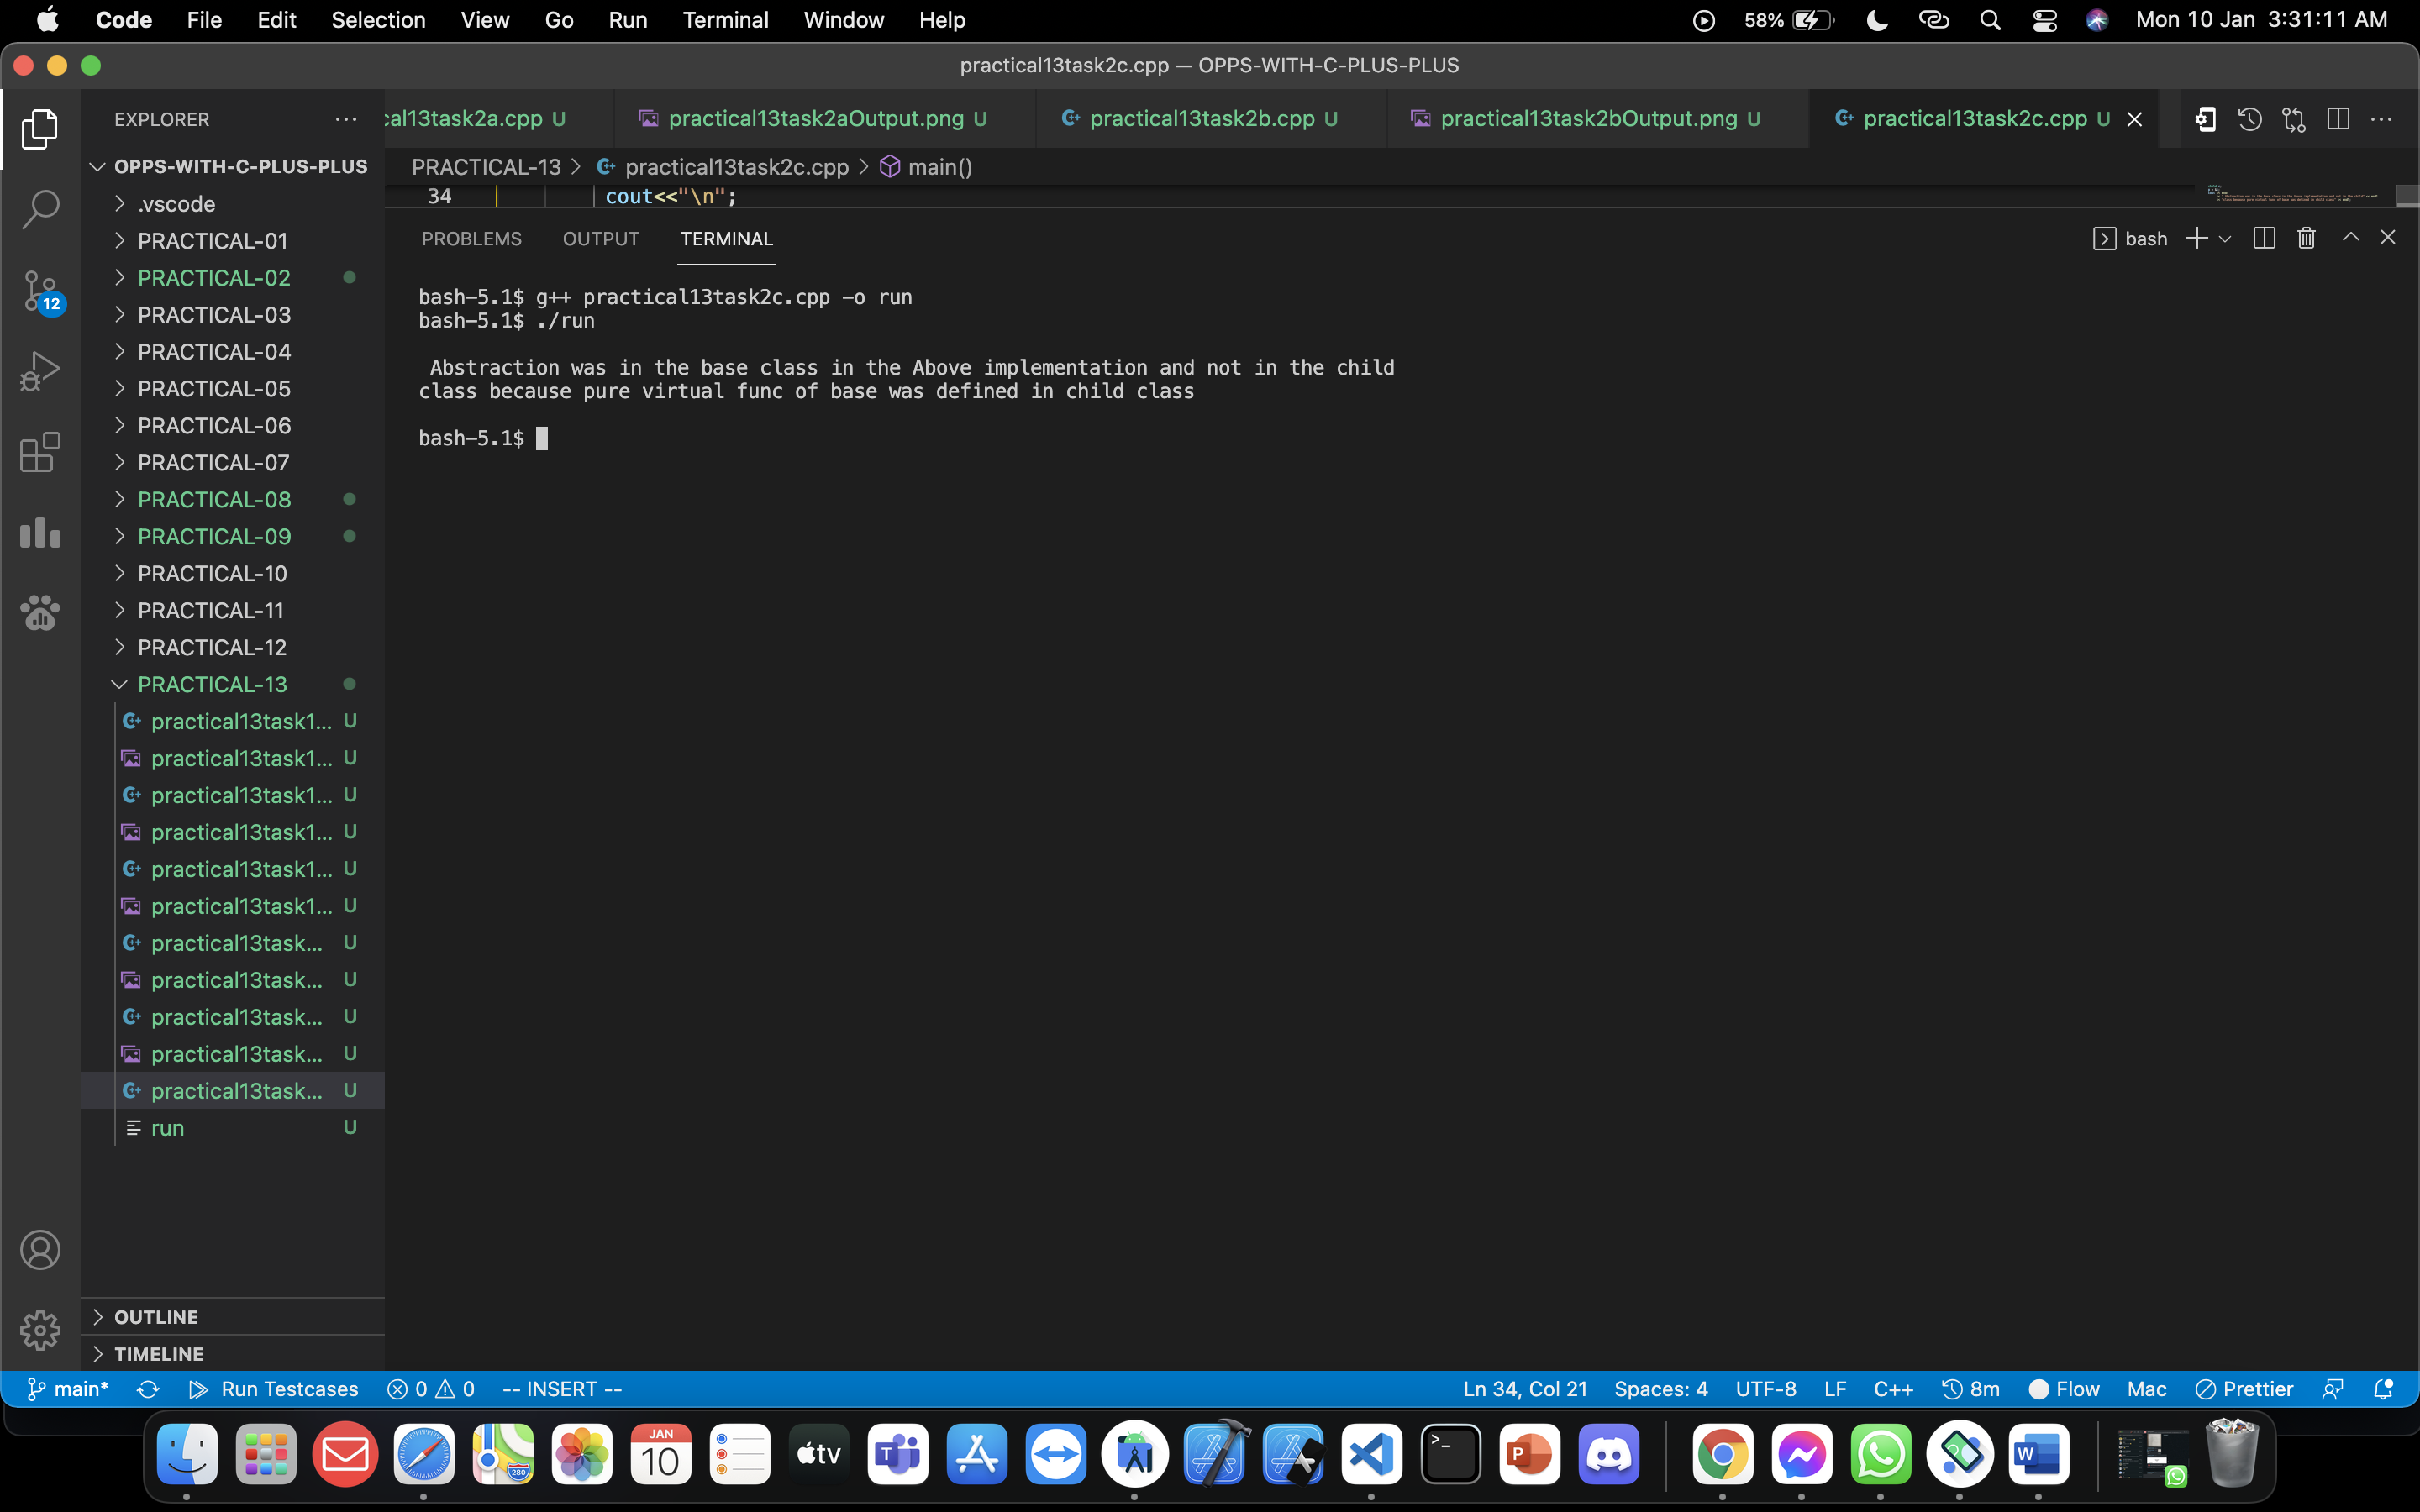 Code File Edit Selection View Go Run Terminal Window Help 58% Mon 10 Jan 3:31:11 AM
practical13task2c.cpp — OPPS-WITH-C-PLUS-PLUS
EXPLORER
cal13task2a.cpp U practical13task2aOutput.png U practical13task2b.cpp U practical13task2bOutput.png U practical13task2c.cpp U
OPPS-WITH-C-PLUS-PLUS
PRACTICAL-13 > practical13task2c.cpp > main()
34 cout<<"\n";
.vscode
PRACTICAL-01
PRACTICAL-02
PRACTICAL-03
PRACTICAL-04
PRACTICAL-05
PRACTICAL-06
PRACTICAL-07
PRACTICAL-08
PRACTICAL-09
PRACTICAL-10
PRACTICAL-11
PRACTICAL-12
PRACTICAL-13
practical13task1... U
practical13task1... U
practical13task1... U
practical13task1... U
practical13task1... U
practical13task1... U
practical13task... U
practical13task... U
practical13task... U
practical13task... U
practical13task... U
run U
OUTLINE
TIMELINE
12
PROBLEMS OUTPUT TERMINAL bash
bash-5.1$ g++ practical13task2c.cpp -o run
bash-5.1$ ./run
Abstraction was in the base class in the Above implementation and not in the child
class because pure virtual func of base was defined in child class
bash-5.1$
main* Run Testcases 0 0 -- INSERT -- Ln 34, Col 21 Spaces: 4 UTF-8 LF C++ 8m Flow Mac Prettier
JAN
10
tv
T
280
P
W